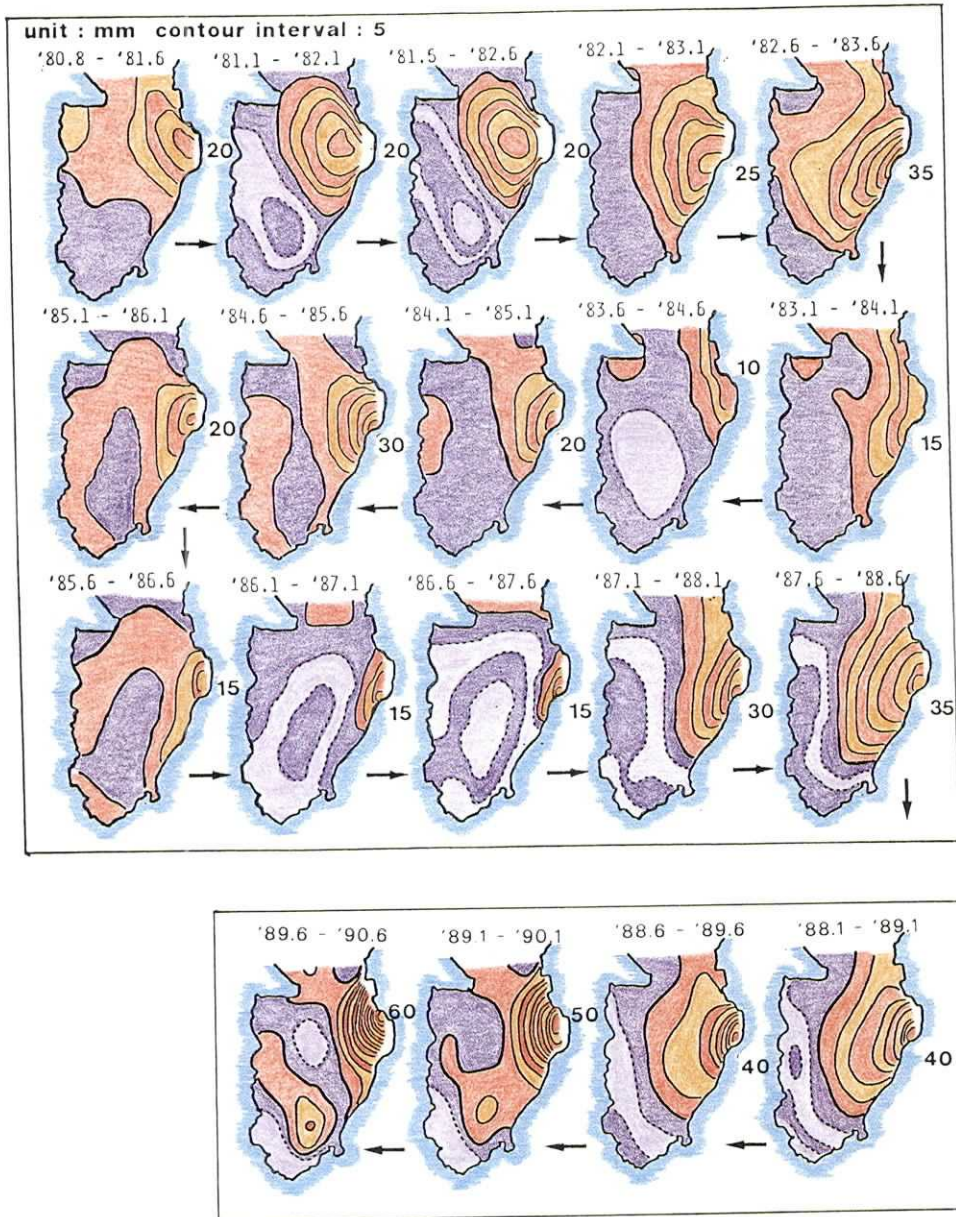 unit : mm contour interval : 5
'80.8 - '81.6 '81.1 - '82.1 '81.5 - '82.6 '82.1 - '83.1 '82.6 - '83.6
20 20 20 25 35
'85.1 - '86.1 '84.6 - '85.6 '84.1 - '85.1 '83.6 - '84.6 '83.1 - '84.1
20 30 20 10 15
'85.6 - '86.6 '86.1 - '87.1 '86.6 - '87.6 '87.1 - '88.1 '87.6 - '88.6
15 15 15 30 35
'89.6 - '90.6 '89.1 - '90.1 '88.6 - '89.6 '88.1 - '89.1
60 50 40 40